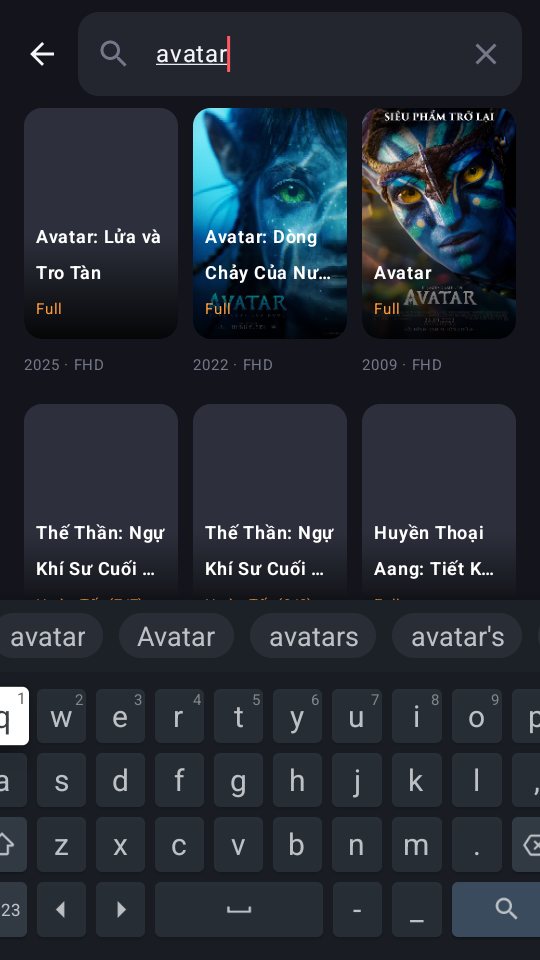 avatar
SIÊU PHẨM TRỞ LẠI
Avatar: Lửa và
Tro Tàn
Full
Avatar: Dòng
Chảy Của Nư…
AVATAR
Full
Avatar
AVATAR
Full
2025 · FHD
2022 · FHD
2009 · FHD
Thế Thần: Ngự
Khí Sư Cuối …
Thế Thần: Ngự
Khí Sư Cuối …
Huyền Thoại
Aang: Tiết K…
avatar
Avatar
avatars
avatar's
q 1 w 2 e 3 r 4 t 5 y 6 u 7 i 8 o 9 p
a s d f g h j k l ,
z x c v b n m .
23 - _